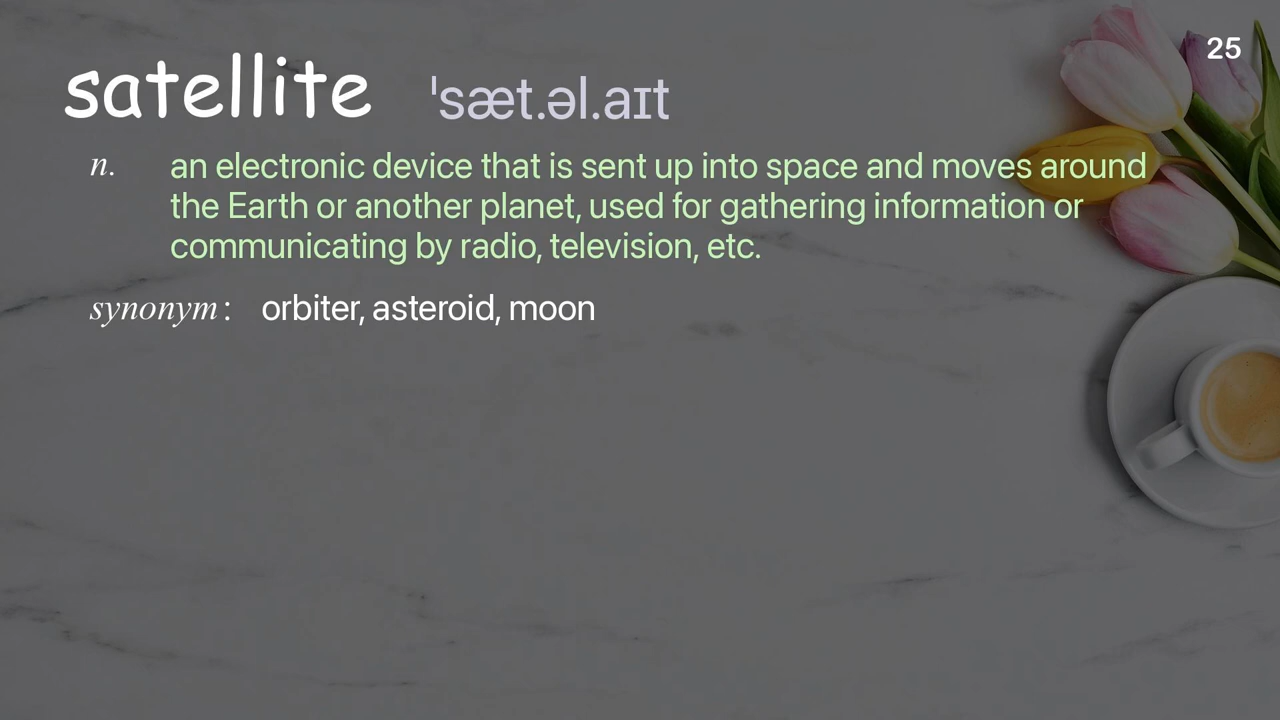 25
satellite ˈsæt.əl.aɪt
n. an electronic device that is sent up into space and moves around
the Earth or another planet, used for gathering information or
communicating by radio, television, etc.
synonym: orbiter, asteroid, moon